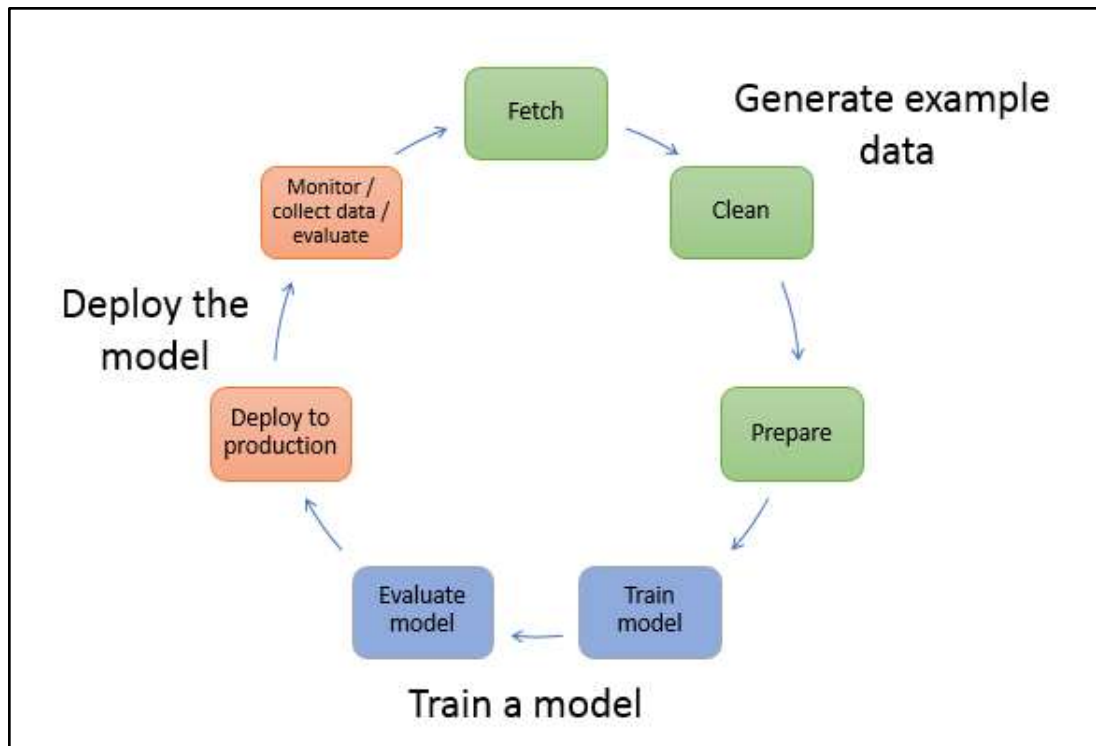 Fetch
Generate example
data
Clean
Monitor /
collect data /
evaluate
Deploy the
model
Prepare
Deploy to
production
Train
model
Evaluate
model
Train a model